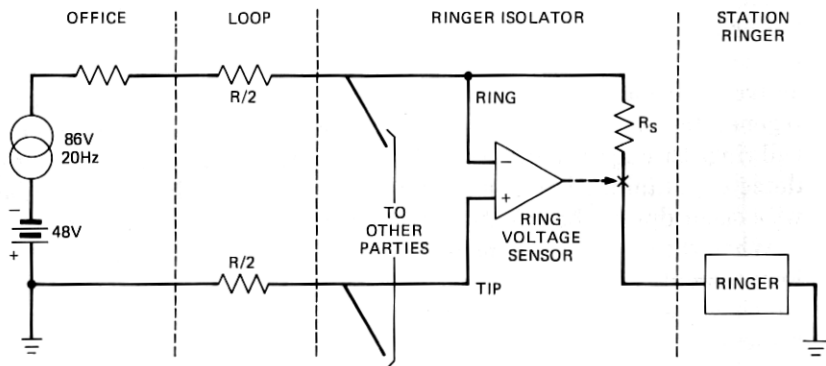 OFFICE
LOOP
RINGER ISOLATOR
STATION
RINGER
R/2
RING
RS
86V
20Hz
−
+
−
48V
+
TO
OTHER
PARTIES
RING
VOLTAGE
SENSOR
R/2
TIP
RINGER